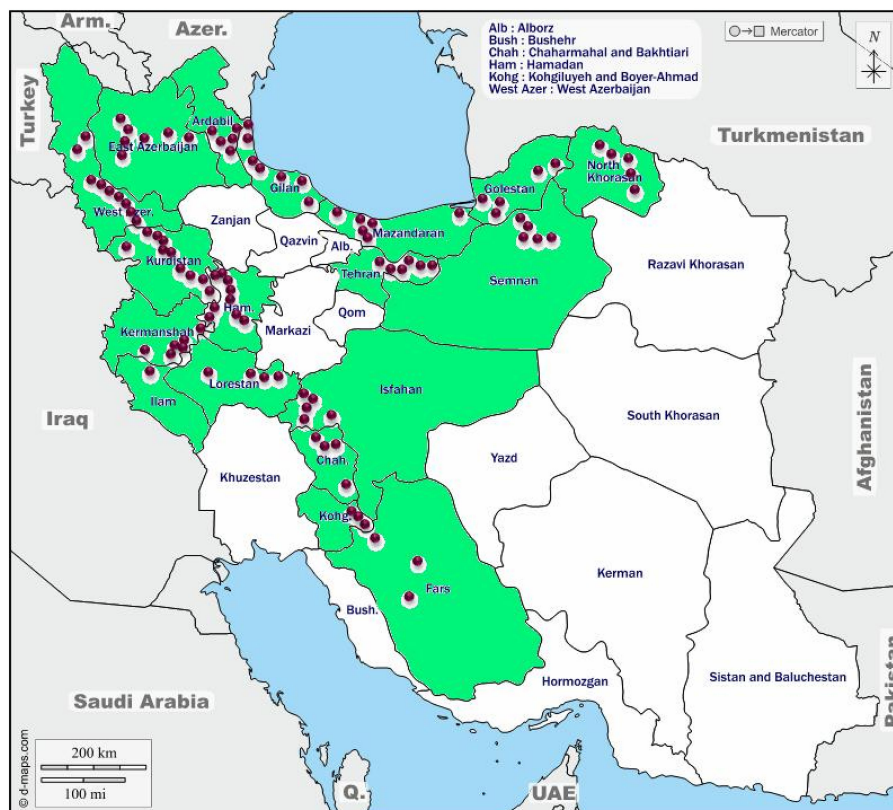 Arm.
Azer.
Alb : Alborz
Bush : Bushehr
Chah : Chaharmahal and Bakhtiari
Ham : Hamadan
Kohg : Kohgiluyeh and Boyer-Ahmad
West Azer : West Azerbaijan
Mercator
N
Turkey
Turkmenistan
Ardabil
East Azerbaijan
North
Khorasan
Gilan
Golestan
West Azer.
Zanjan
Mazandaran
Qazvin
Alb.
Kurdistan
Tehran
Semnan
Razavi Khorasan
Ham.
Qom
Markazi
Kermanshah
Lorestan
Isfahan
Ilam
Iraq
South Khorasan
Afghanistan
Chah.
Yazd
Khuzestan
Kohg.
Kerman
Fars
Bush.
Hormozgan
Sistan and Baluchestan
Pakistan
Saudi Arabia
200 km
100 mi
Q.
UAE
© d-maps.com